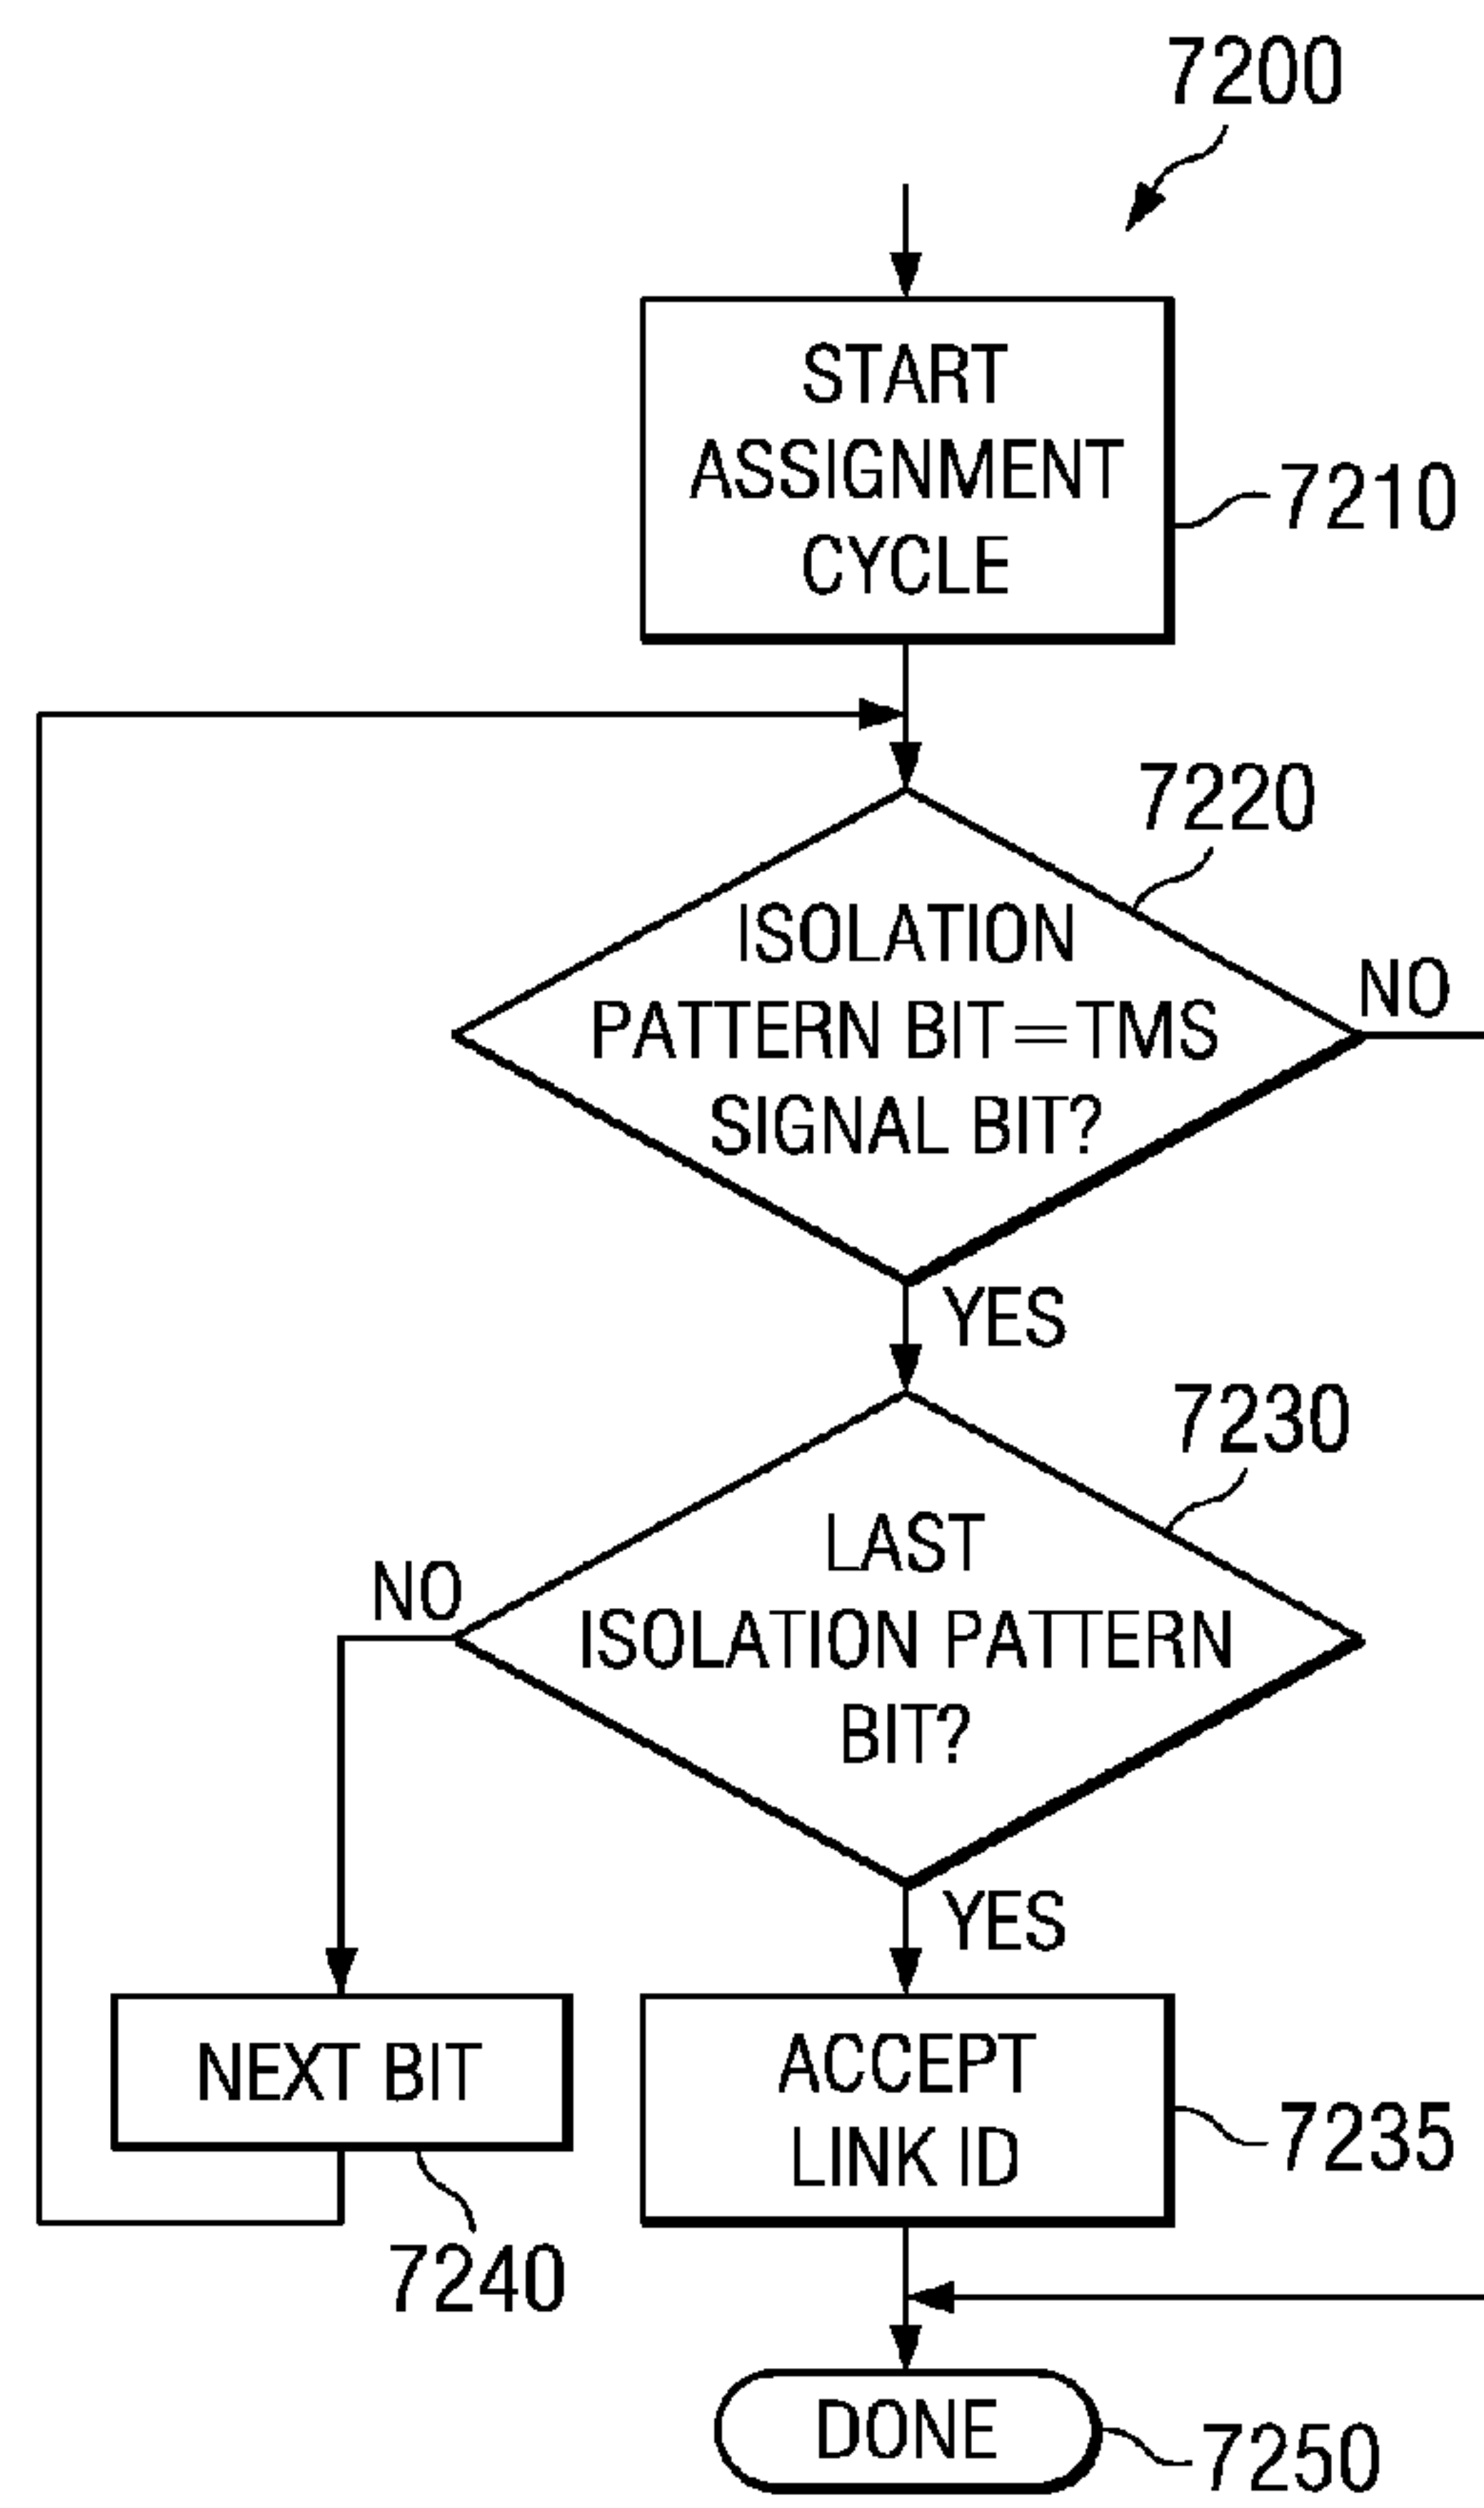 7200
START
ASSIGNMENT
CYCLE
7210
7220
ISOLATION
PATTERN BIT=TMS
SIGNAL BIT?
NO
YES
7230
LAST
ISOLATION PATTERN
BIT?
NO
YES
NEXT BIT
7240
ACCEPT
LINK ID
7235
DONE
7250